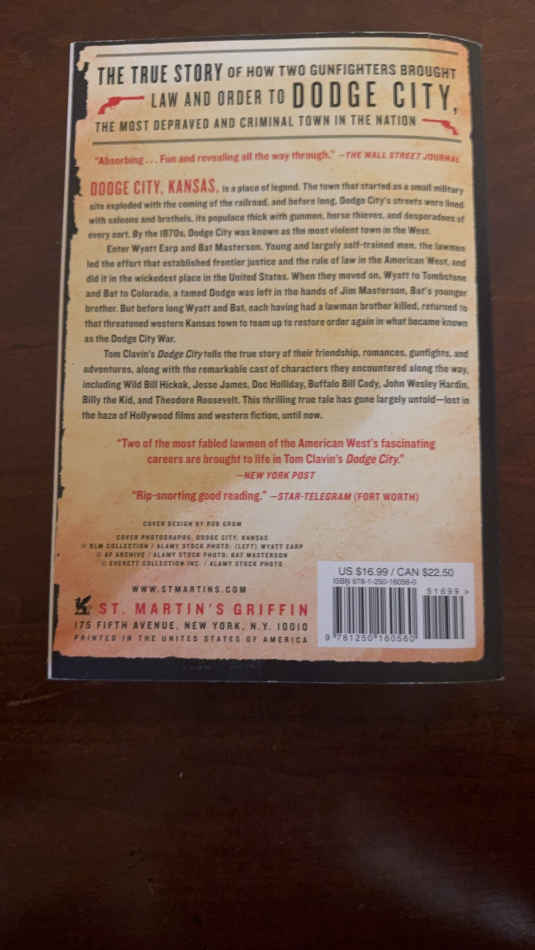 THE TRUE STORY OF HOW TWO GUNFIGHTERS BROUGHT
LAW AND ORDER TO DODGE CITY,
THE MOST DEPRAVED AND CRIMINAL TOWN IN THE NATION
"Absorbing . . . Fun and revealing all the way through." —THE WALL STREET JOURNAL
DODGE CITY, KANSAS, is a place of legend. The town that started as a small military
site exploded with the coming of the railroad, and before long, Dodge City's streets were lined
with saloons and brothels, its populace thick with gunmen, horse thieves, and desperadoes of
every sort. By the 1870s, Dodge City was known as the most violent town in the West.
Enter Wyatt Earp and Bat Masterson. Young and largely self-trained men, the lawmen
led the effort that established frontier justice and the rule of law in the American West, and
did it in the wickedest place in the United States. When they moved on, Wyatt to Tombstone
and Bat to Colorado, a tamed Dodge was left in the hands of Jim Masterson, Bat's younger
brother. But before long Wyatt and Bat, each having had a lawman brother killed, returned to
that threatened western Kansas town to team up to restore order again in what became known
as the Dodge City War.
Tom Clavin's Dodge City tells the true story of their friendship, romances, gunfights, and
adventures, along with the remarkable cast of characters they encountered along the way,
including Wild Bill Hickok, Jesse James, Doc Holliday, Buffalo Bill Cody, John Wesley Hardin,
Billy the Kid, and Theodore Roosevelt. This thrilling true tale has gone largely untold—lost in
the haze of Hollywood films and western fiction, until now.
"Two of the most fabled lawmen of the American West's fascinating
careers are brought to life in Tom Clavin's Dodge City."
—NEW YORK POST
"Rip-snorting good reading." —STAR-TELEGRAM (FORT WORTH)
COVER DESIGN BY ROB GROM
COVER PHOTOGRAPHS: DODGE CITY, KANSAS
© BLM COLLECTION / ALAMY STOCK PHOTO; (LEFT) WYATT EARP
© AF ARCHIVE / ALAMY STOCK PHOTO; BAT MASTERSON
© EVERETT COLLECTION INC. / ALAMY STOCK PHOTO
WWW.STMARTINS.COM
ST. MARTIN'S GRIFFIN
175 FIFTH AVENUE, NEW YORK, N.Y. 10010
PRINTED IN THE UNITED STATES OF AMERICA
US $16.99 / CAN $22.50
ISBN 978-1-250-16056-0
51699 >
9 781250 160560